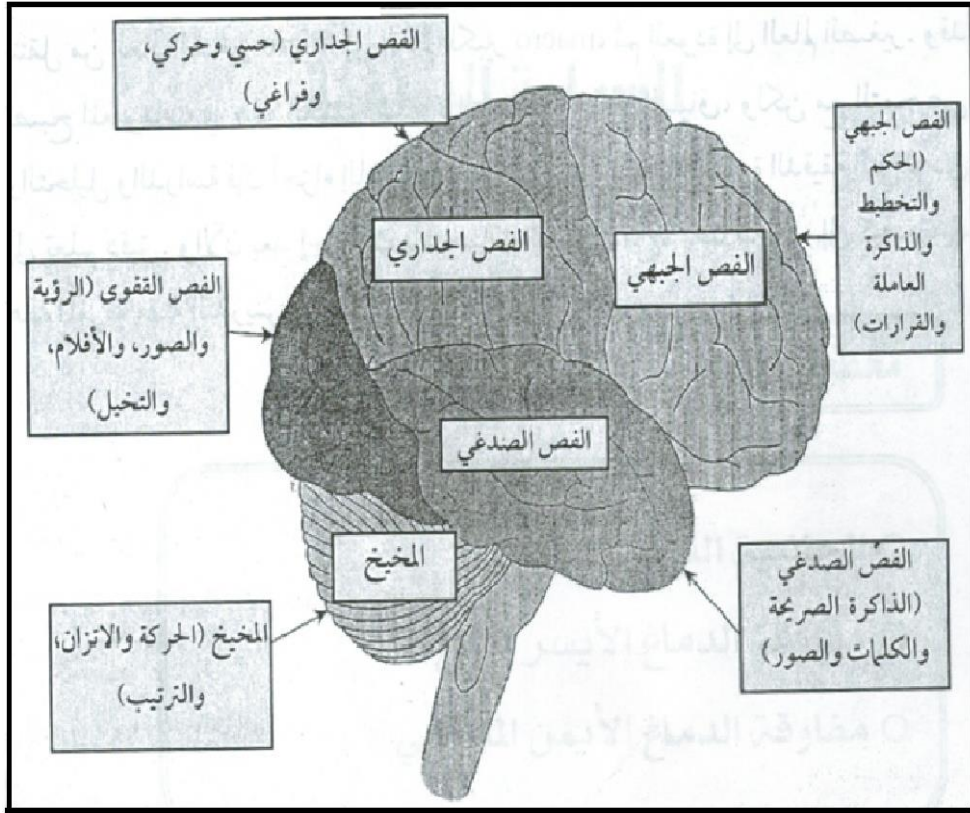 الفص الجداري (حسي وحركي،
وفراغي)
الفص الجبهي
(الحكم
والتخطيط
والذاكرة
العاملة
والقرارات)
الفص الجداري
الفص الجبهي
الفص القفوي (الرؤية
والصور، والأفلام،
والتخيل)
الفص الصدغي
المخيخ
الفص الصدغي
(الذاكرة الصريحة
والكلمات والصور)
المخيخ (الحركة والاتزان،
والترتيب)